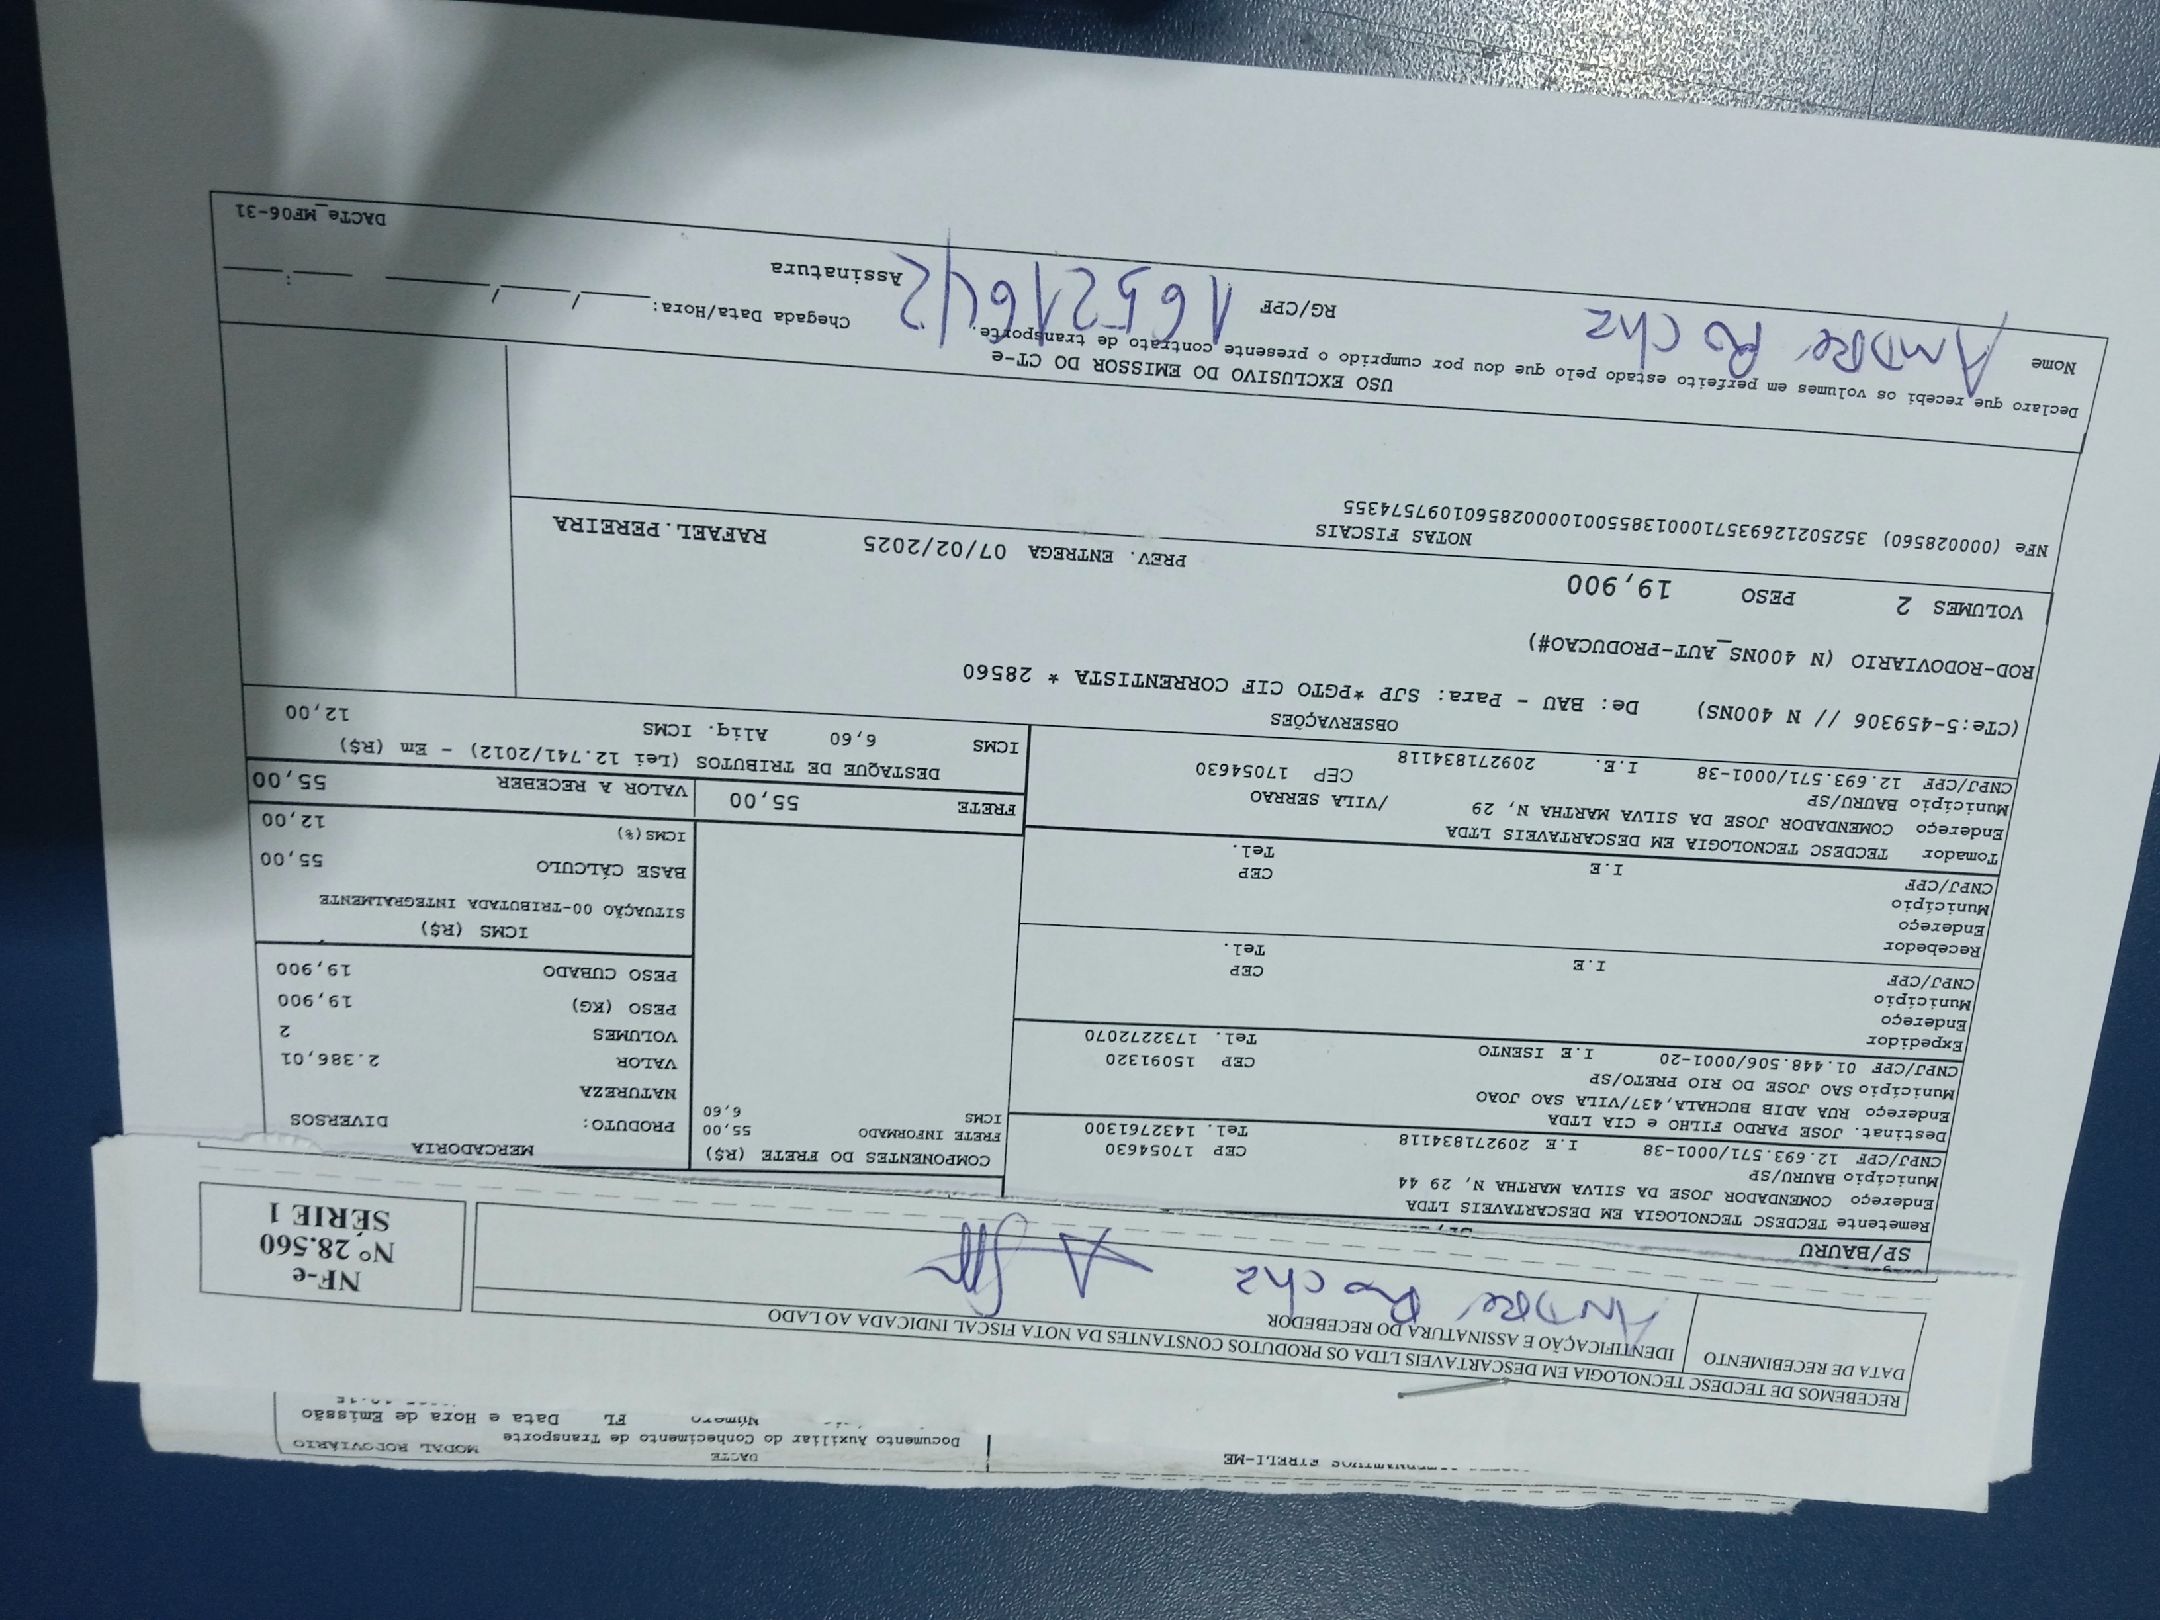 DACTE
MODAL RODOVIÁRIO
Documento Auxiliar do Conhecimento de Transporte
Número FL Data e Hora de Emissão
RECEBEMOS DE TECDESC TECNOLOGIA EM DESCARTAVEIS LTDA OS PRODUTOS CONSTANTES DA NOTA FISCAL INDICADA AO LADO
DATA DE RECEBIMENTO
IDENTIFICAÇÃO E ASSINATURA DO RECEBEDOR
ANDRE Rocha
NF-e
Nº 28.560
SÉRIE 1
SP/BAURU
Remetente TECDESC TECNOLOGIA EM DESCARTAVEIS LTDA
Endereço COMENDADOR JOSE DA SILVA MARTHA N, 29 44
Município BAURU/SP CEP 17054630
CNPJ/CPF 12.693.571/0001-38 I.E 209271834118 Tel. 1432761300
Destinat. JOSE PARDO FILHO e CIA LTDA
Endereço RUA ADIB BUCHALA,437/VILA SAO JOAO
Município SAO JOSE DO RIO PRETO/SP CEP 15091320
CNPJ/CPF 01.448.506/0001-20 I.E ISENTO Tel. 1732272070
Expedidor
Endereço
Município CEP
CNPJ/CPF I.E Tel.
Recebedor
Endereço
Município CEP
CNPJ/CPF I.E Tel.
Tomador TECDESC TECNOLOGIA EM DESCARTAVEIS LTDA
Endereço COMENDADOR JOSE DA SILVA MARTHA N, 29 /VILA SERRAO
Município BAURU/SP CEP 17054630
CNPJ/CPF 12.693.571/0001-38 I.E. 209271834118
COMPONENTES DO FRETE (R$)
FRETE INFORMADO 55,00
ICMS 6,60
FRETE 55,00
MERCADORIA
PRODUTO: DIVERSOS
NATUREZA
VALOR 2.386,01
VOLUMES 2
PESO (KG) 19,900
PESO CUBADO 19,900
ICMS (R$)
SITUAÇÃO 00-TRIBUTADA INTEGRALMENTE
BASE CÁLCULO 55,00
ICMS(%) 12,00
VALOR A RECEBER 55,00
DESTAQUE DE TRIBUTOS (Lei 12.741/2012) - Em (R$)
ICMS 6,60 Alíq. ICMS 12,00
OBSERVAÇÕES
(CTe:5-459306 // N 400NS) De: BAU - Para: SJP *PGTO CIF CORRENTISTA * 28560
ROD-RODOVIARIO (N 400NS_AUT-PRODUCAO#)
VOLUMES 2 PESO 19,900
PREV. ENTREGA 07/02/2025 RAFAEL.PEREIRA
NOTAS FISCAIS
NFe (000028560) 35250212693571000138550010000285601097574355
USO EXCLUSIVO DO EMISSOR DO CT-e
Declaro que recebi os volumes em perfeito estado pelo que dou por cumprido o presente contrato de transporte.
Chegada Data/Hora: ____/____/____ ____:____
Nome ANDRE Rocha RG/CPF 16521642 Assinatura
DACTe_MF06-31